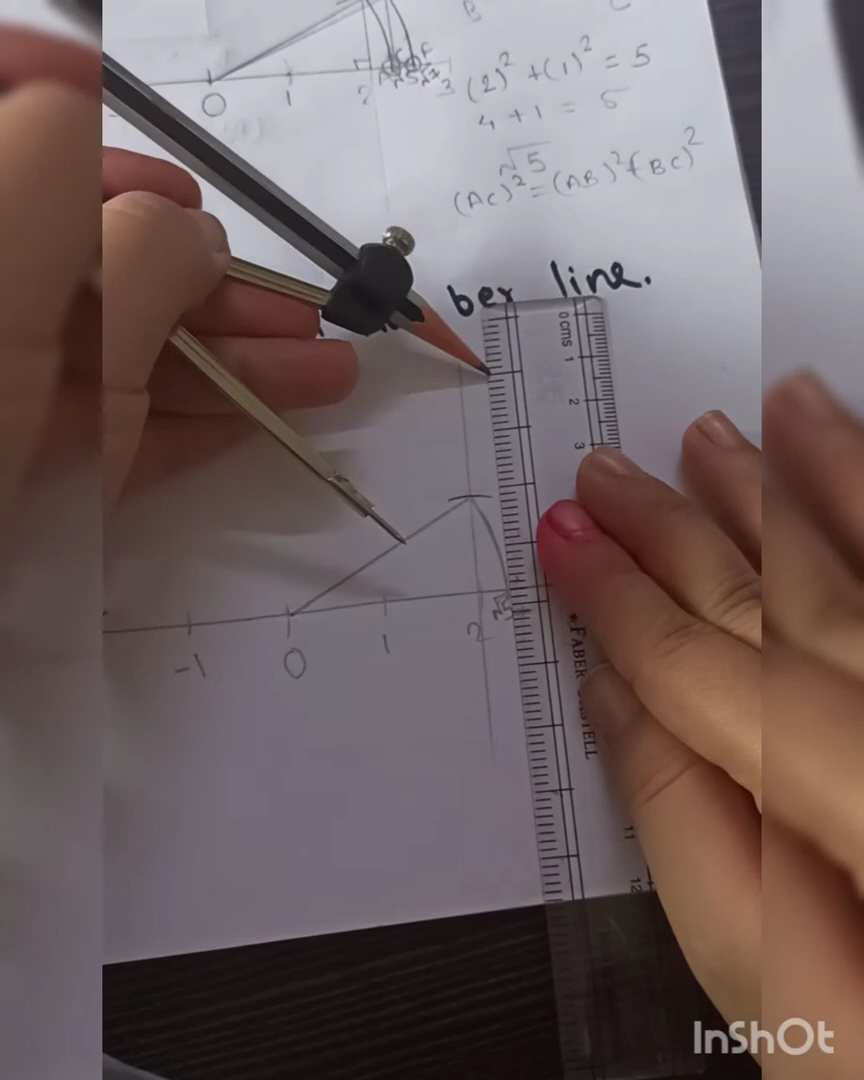 B C
0 1 2 3
(2)² + (1)² = 5
4 + 1 = 5
√5
(AC)² = (AB)² + (BC)²
ber line.
0 cms 1 2 3
-1 0 1 2 √5
FABER CASTELL
11
12
InShOt